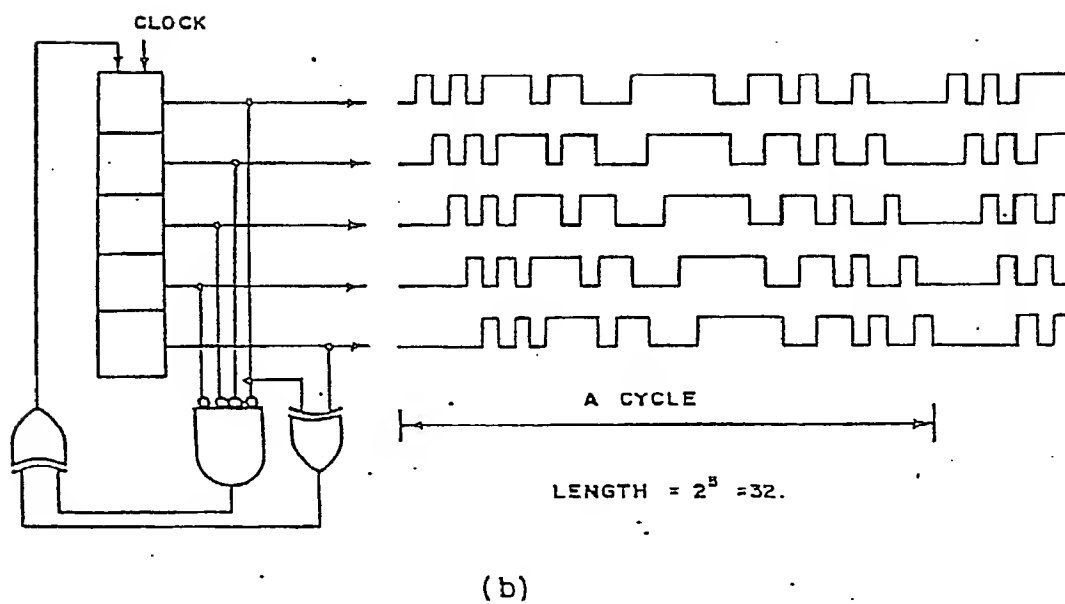 CLOCK
A CYCLE
LENGTH = 2⁵ =32.
(b)